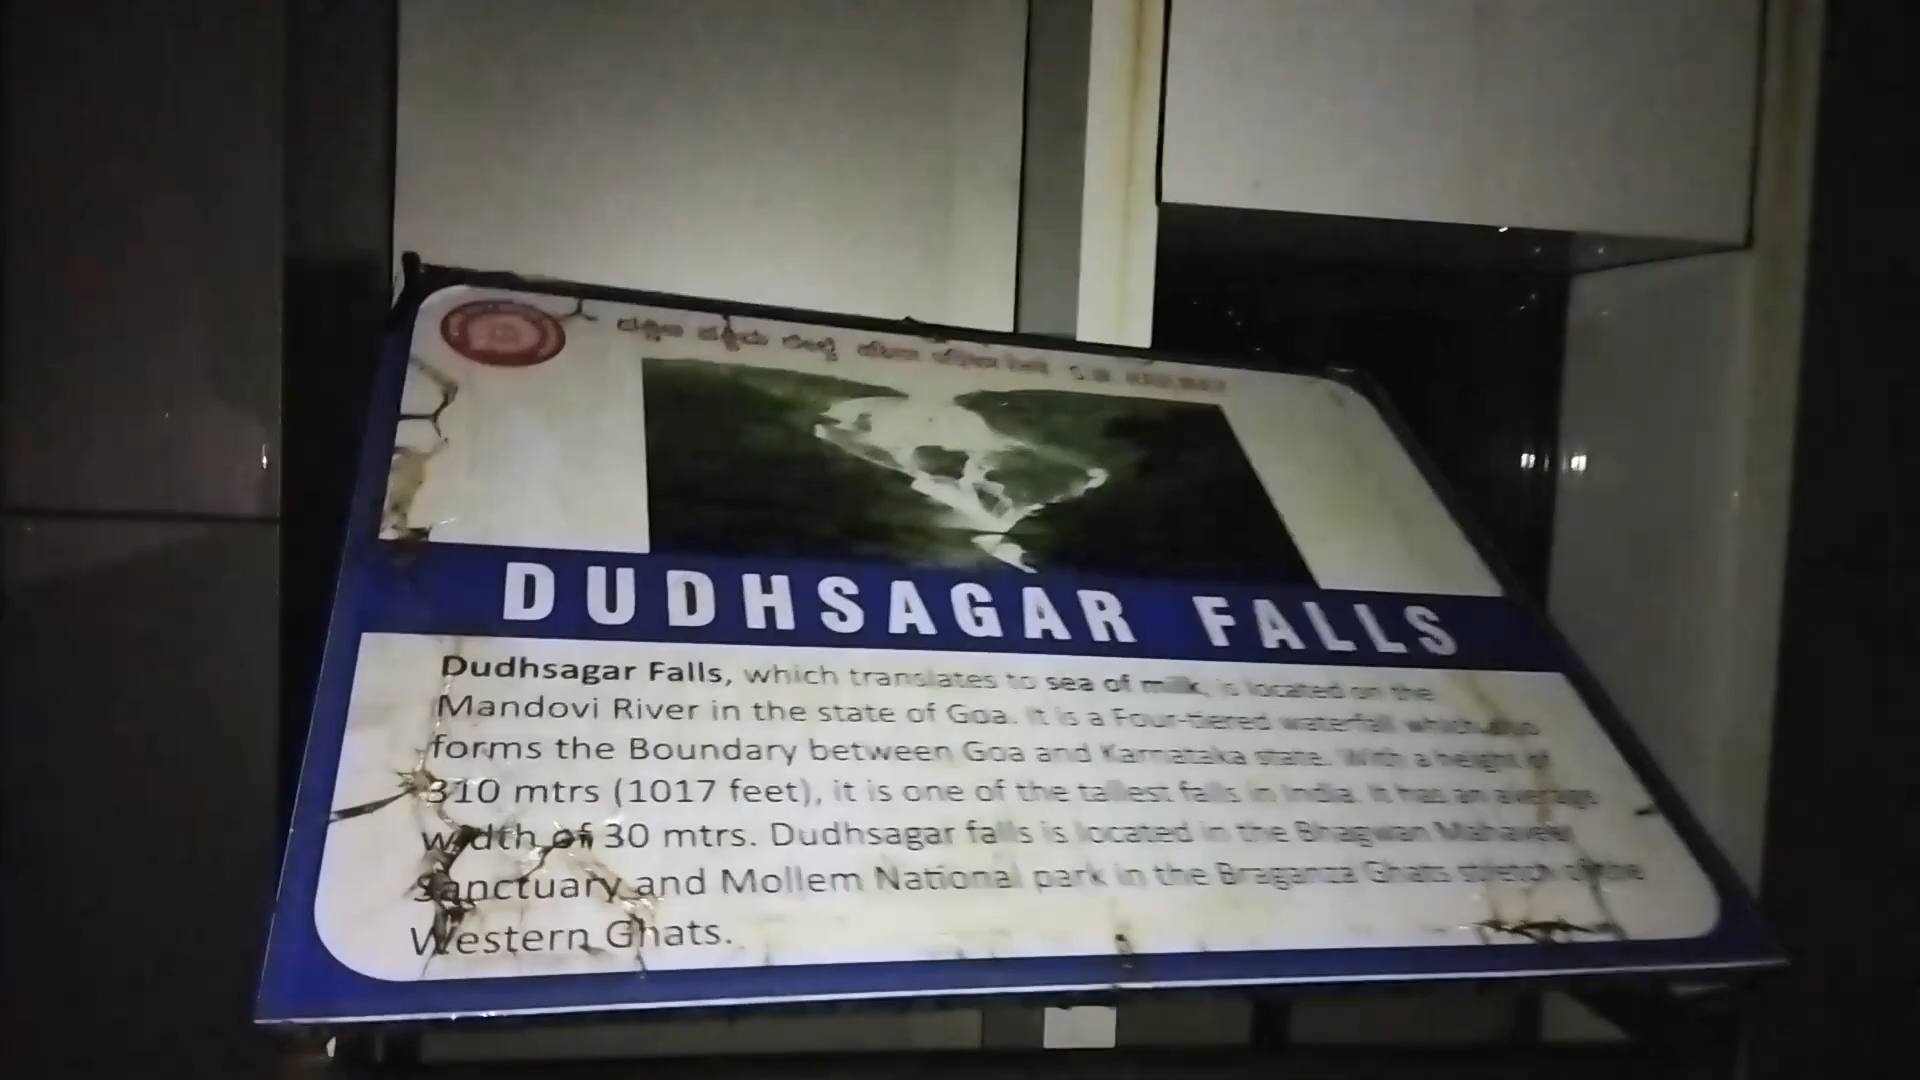 ದಕ್ಷಿಣ ಪಶ್ಚಿಮ ರೈಲ್ವೆ S.W. RAILWAY
DUDHSAGAR FALLS
Dudhsagar Falls, which translates to sea of milk, is located on the
Mandovi River in the state of Goa. It is a Four-tiered waterfall which also
forms the Boundary between Goa and Karnataka state. With a height of
310 mtrs (1017 feet), it is one of the tallest falls in India. It has an average
width of 30 mtrs. Dudhsagar falls is located in the Bhagwan Mahaveer
Sanctuary and Mollem National park in the Braganza Ghats stretch of the
Western Ghats.